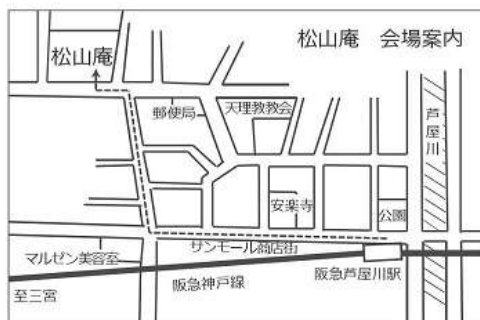 松山庵　会場案内
松山庵
郵便局
天理教教会
芦屋川
安楽寺
公園
サンモール商店街
マルゼン美容室
阪急芦屋川駅
阪急神戸線
至三宮